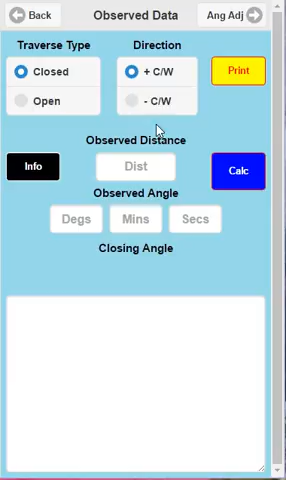 Back Observed Data Ang Adj
Traverse Type Direction
Closed + C/W Print
Open - C/W
Observed Distance
Info Dist Calc
Observed Angle
Degs Mins Secs
Closing Angle